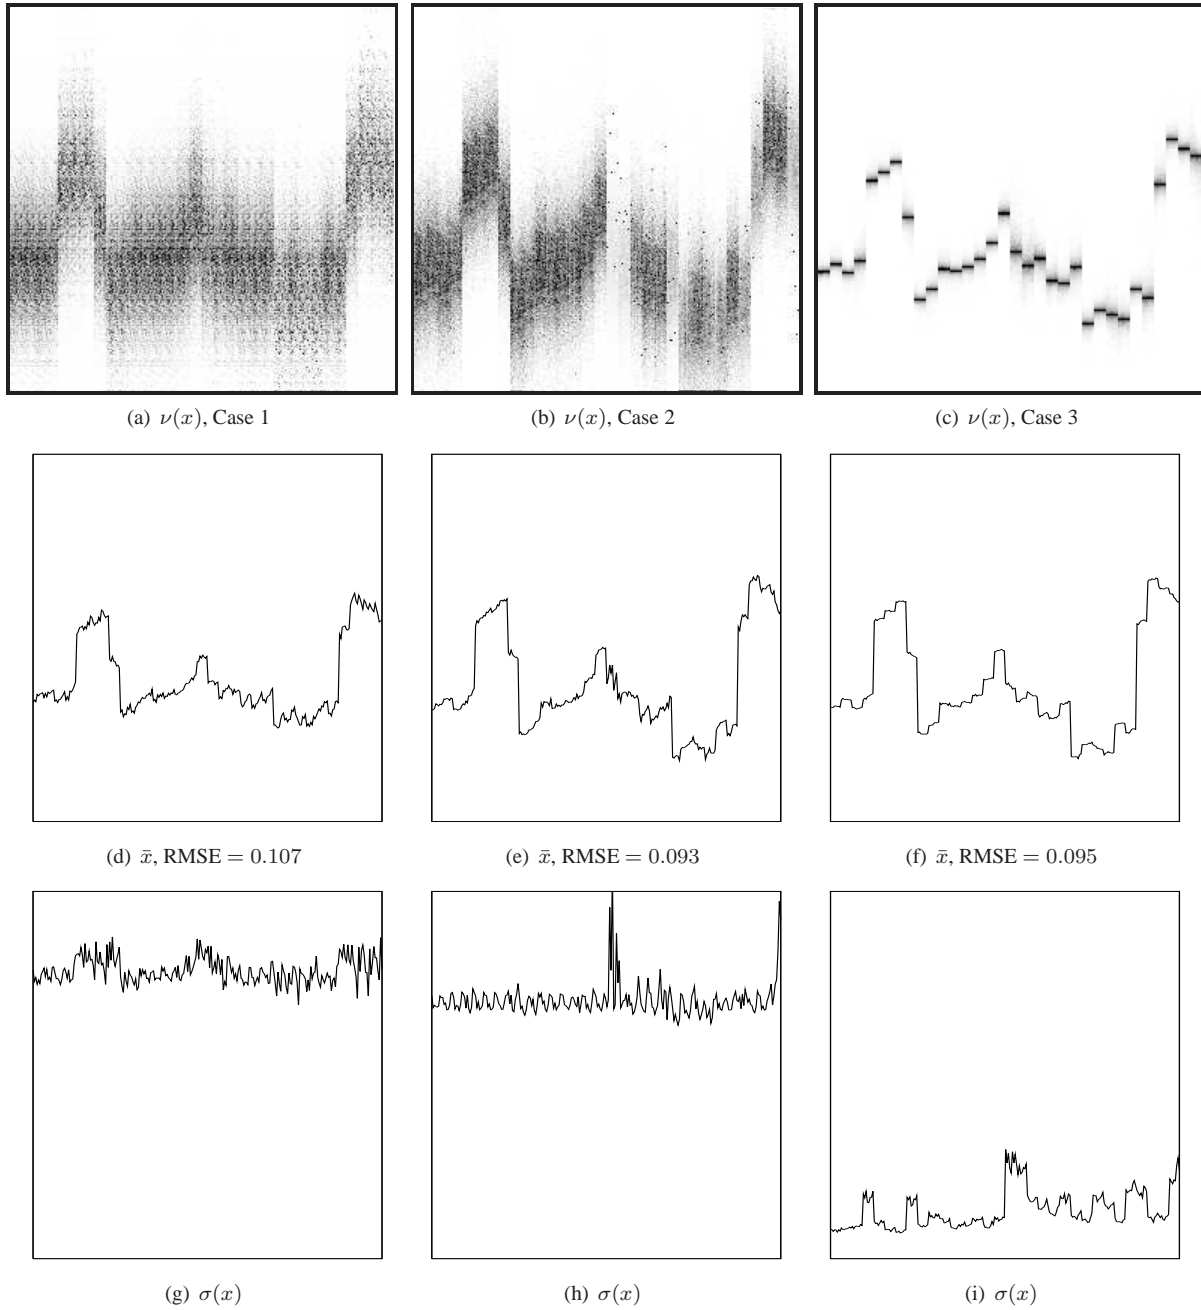 (a) ν(x), Case 1
(b) ν(x), Case 2
(c) ν(x), Case 3
(d) x̄, RMSE = 0.107
(e) x̄, RMSE = 0.093
(f) x̄, RMSE = 0.095
(g) σ(x)
(h) σ(x)
(i) σ(x)